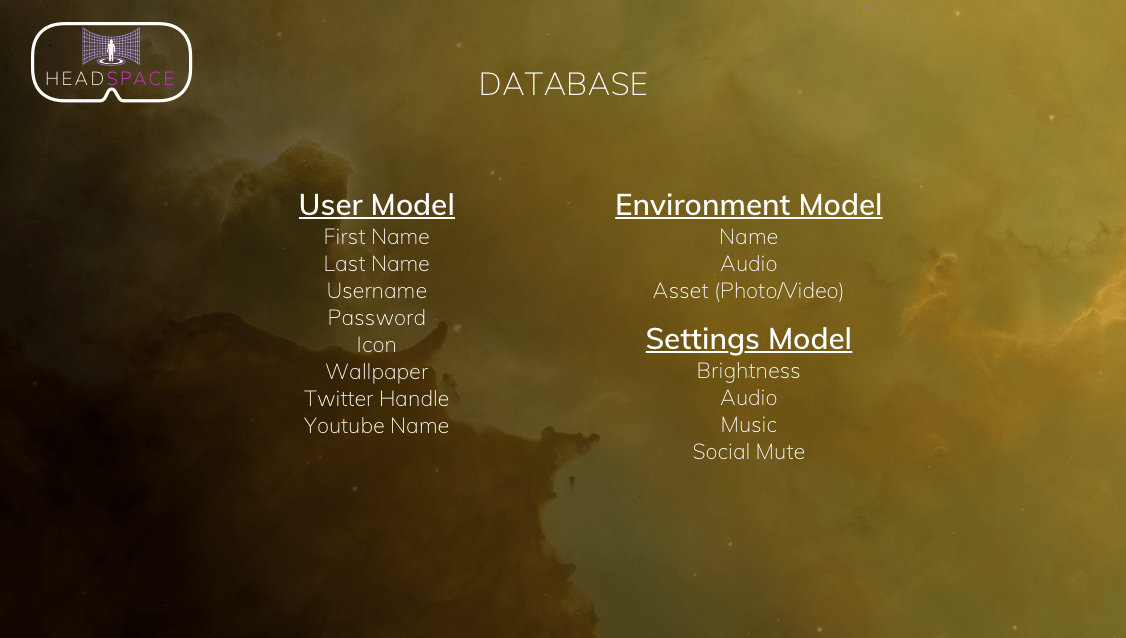 HEADSPACE
DATABASE
User Model
First Name
Last Name
Username
Password
Icon
Wallpaper
Twitter Handle
Youtube Name
Environment Model
Name
Audio
Asset (Photo/Video)
Settings Model
Brightness
Audio
Music
Social Mute